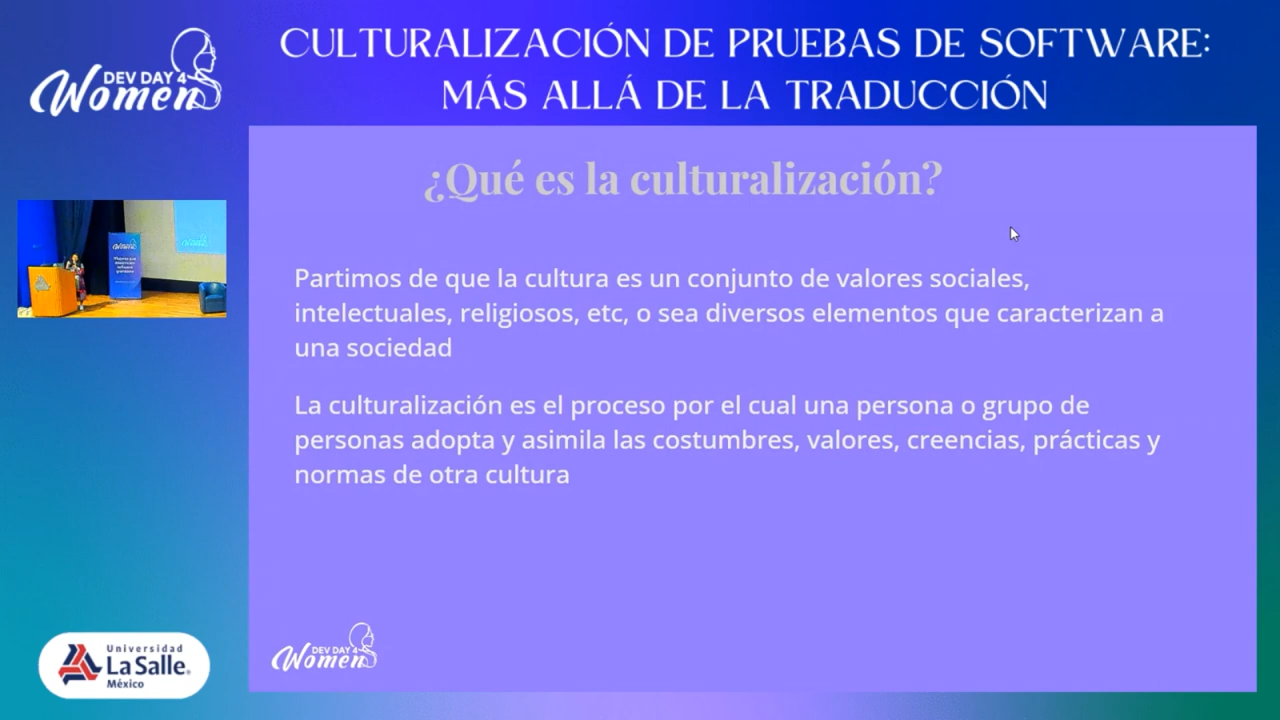 DEV DAY 4
Women
CULTURALIZACIÓN DE PRUEBAS DE SOFTWARE:
MÁS ALLÁ DE LA TRADUCCIÓN
¿Qué es la culturalización?
Partimos de que la cultura es un conjunto de valores sociales,
intelectuales, religiosos, etc, o sea diversos elementos que caracterizan a
una sociedad
La culturalización es el proceso por el cual una persona o grupo de
personas adopta y asimila las costumbres, valores, creencias, prácticas y
normas de otra cultura
DEV DAY 4
Women
Universidad
La Salle®
México